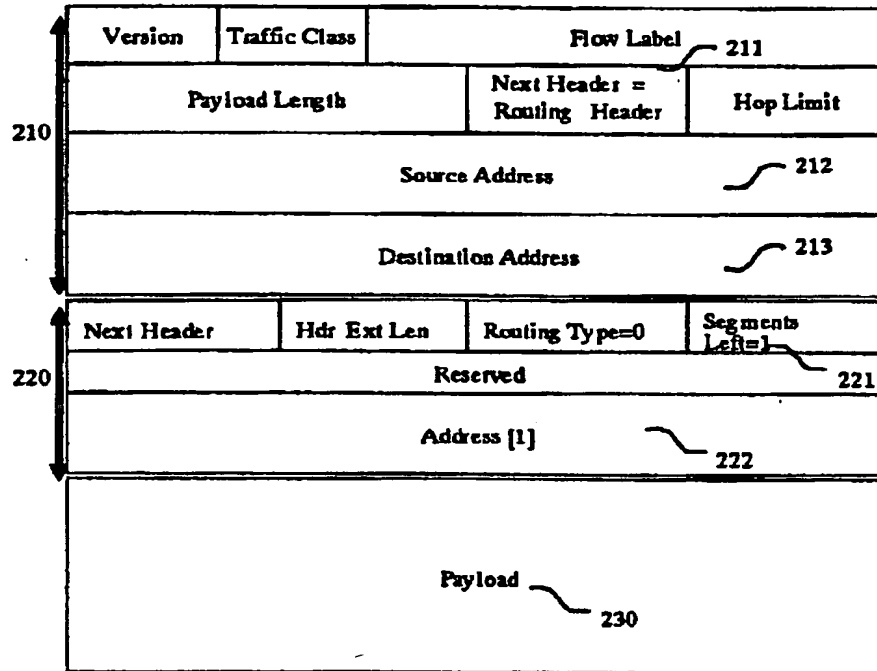 Version Traffic Class Flow Label
211
Payload Length Next Header = Hop Limit
Routing Header
210
Source Address 212
Destination Address 213
Next Header Hdr Ext Len Routing Type=0 Segments
Left=1
220 Reserved 221
Address [1]
222
Payload
230